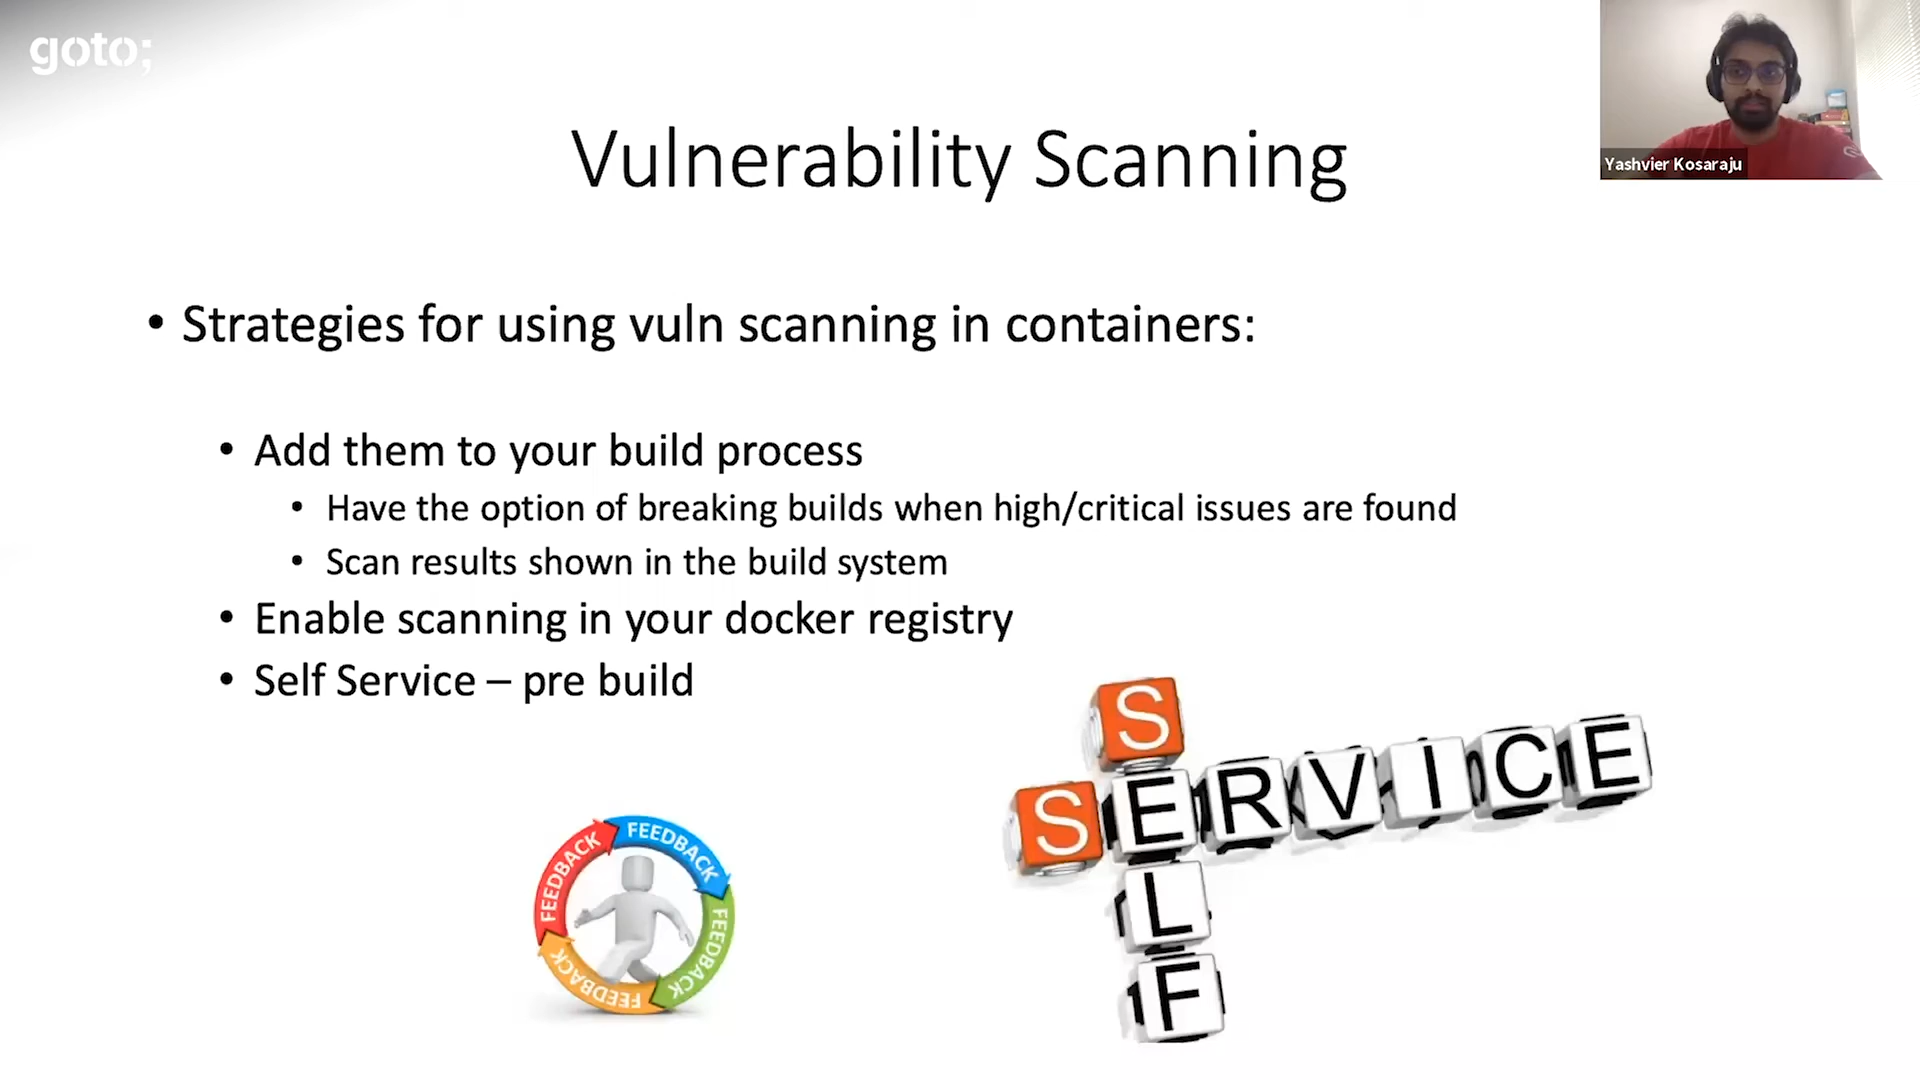 goto;
Yashvier Kosaraju
Vulnerability Scanning
• Strategies for using vuln scanning in containers:
• Add them to your build process
• Have the option of breaking builds when high/critical issues are found
• Scan results shown in the build system
• Enable scanning in your docker registry
• Self Service – pre build
FEEDBACK
FEEDBACK
FEEDBACK
FEEDBACK
FEEDBACK
SELF
SERVICE